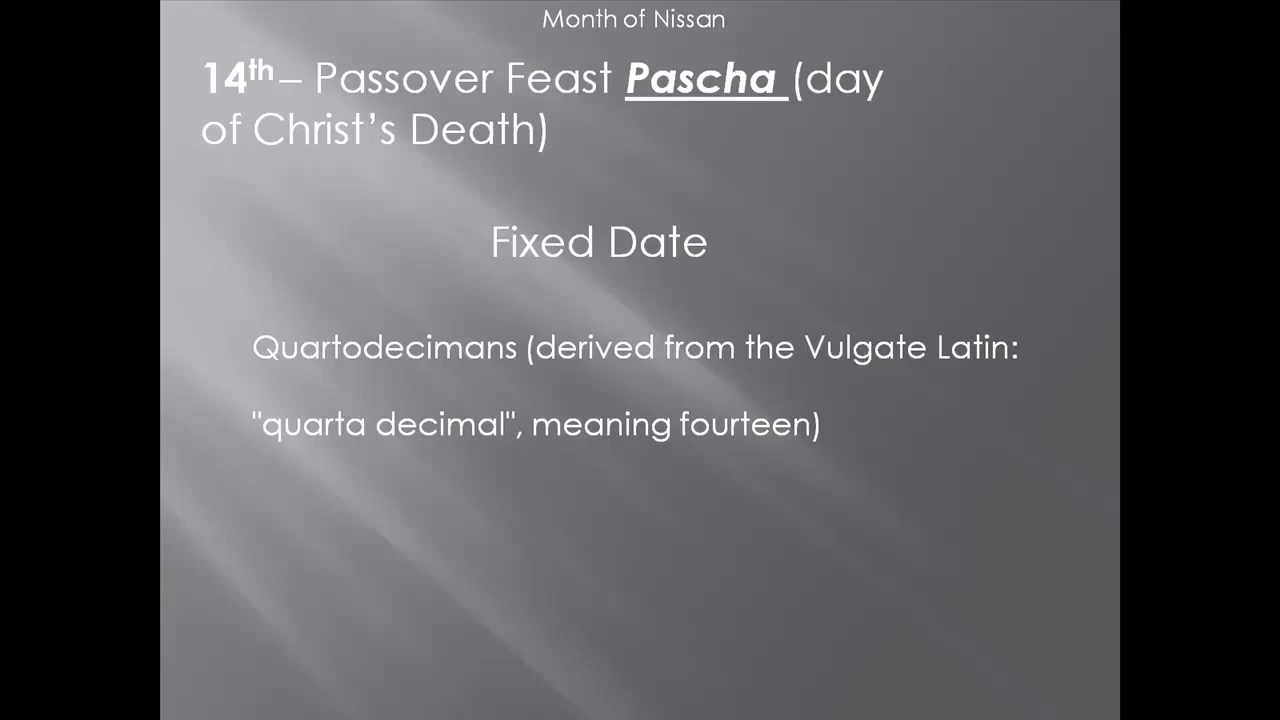 Month of Nissan
14th – Passover Feast Pascha (day
of Christ’s Death)
Fixed Date
Quartodecimans (derived from the Vulgate Latin:
"quarta decimal", meaning fourteen)